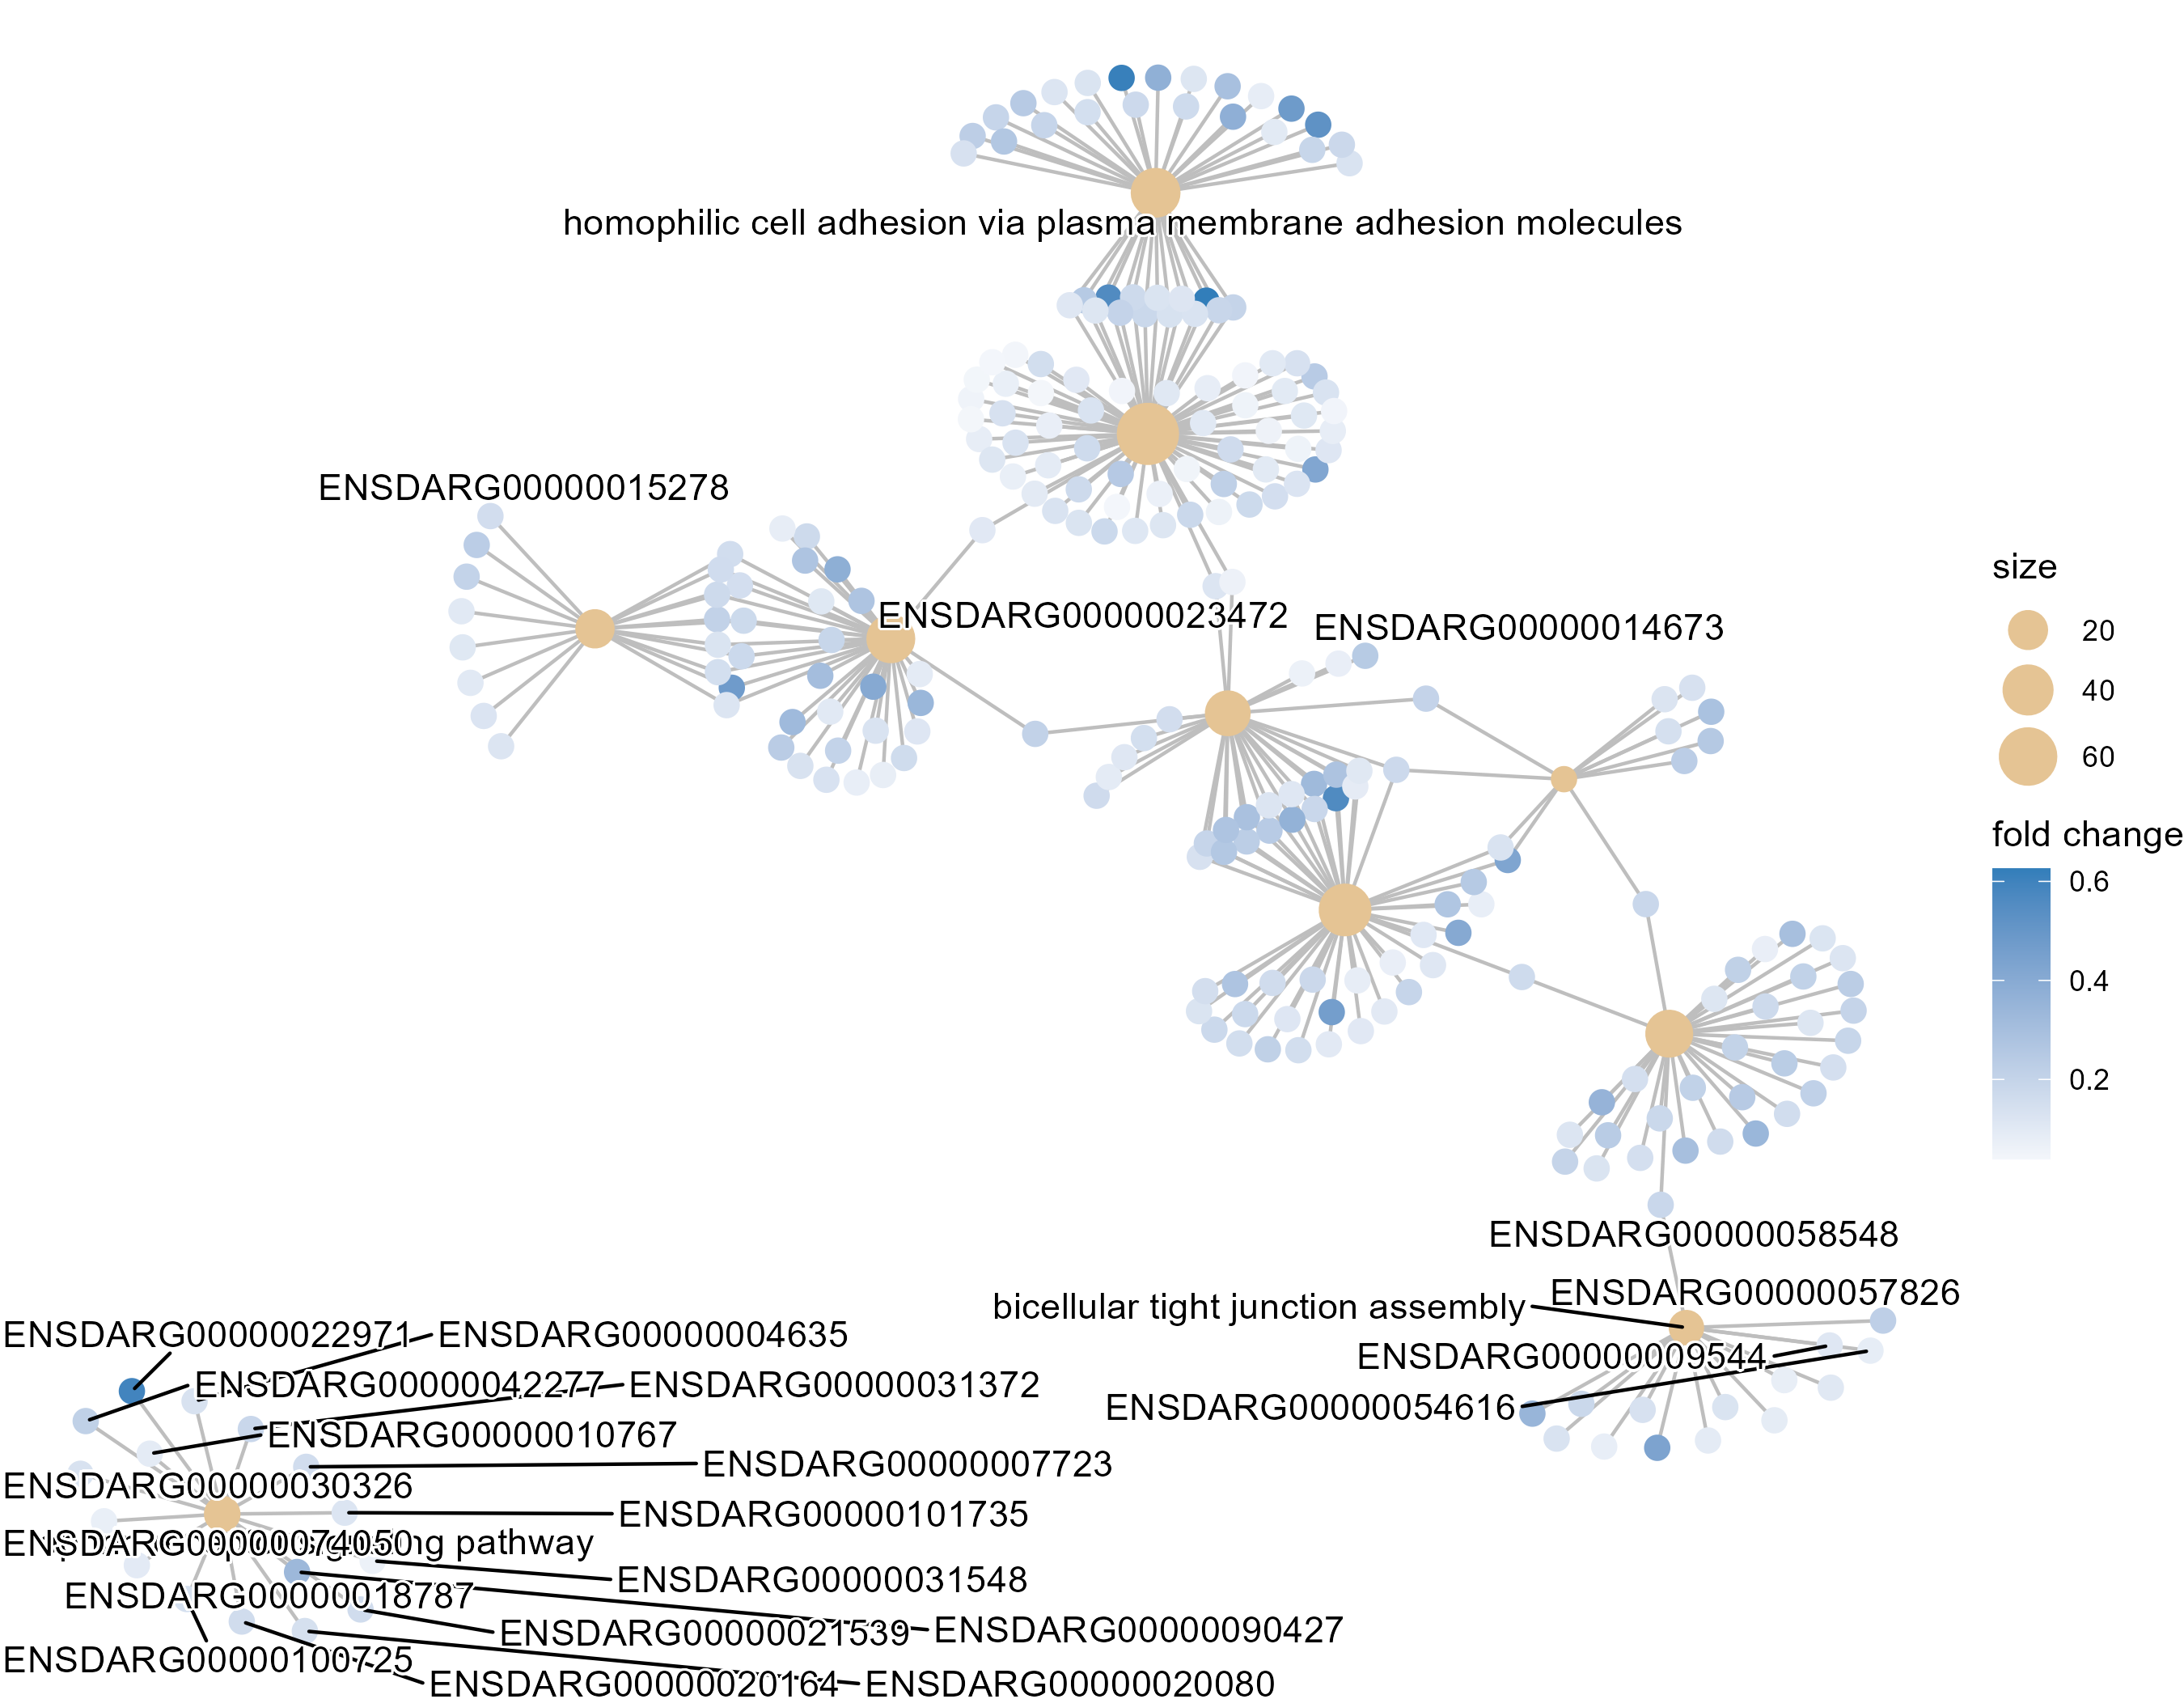 homophilic cell adhesion via plasma membrane adhesion molecules
ENSDARG00000015278
ENSDARG00000023472
ENSDARG00000014673
size
20
40
60
fold change
0.6
0.4
0.2
ENSDARG00000058548
ENSDARG00000057826
bicellular tight junction assembly
ENSDARG00000009544
ENSDARG00000054616
ENSDARG00000022971
ENSDARG00000004635
ENSDARG00000042277
ENSDARG00000031372
ENSDARG00000010767
ENSDARG00000007723
ENSDARG00000030326
ENSDARG00000101735
ENSDARG00000074050
pathway
ENSDARG00000031548
ENSDARG00000018787
ENSDARG00000021539
ENSDARG00000090427
ENSDARG00000100725
ENSDARG00000020164
ENSDARG00000020080